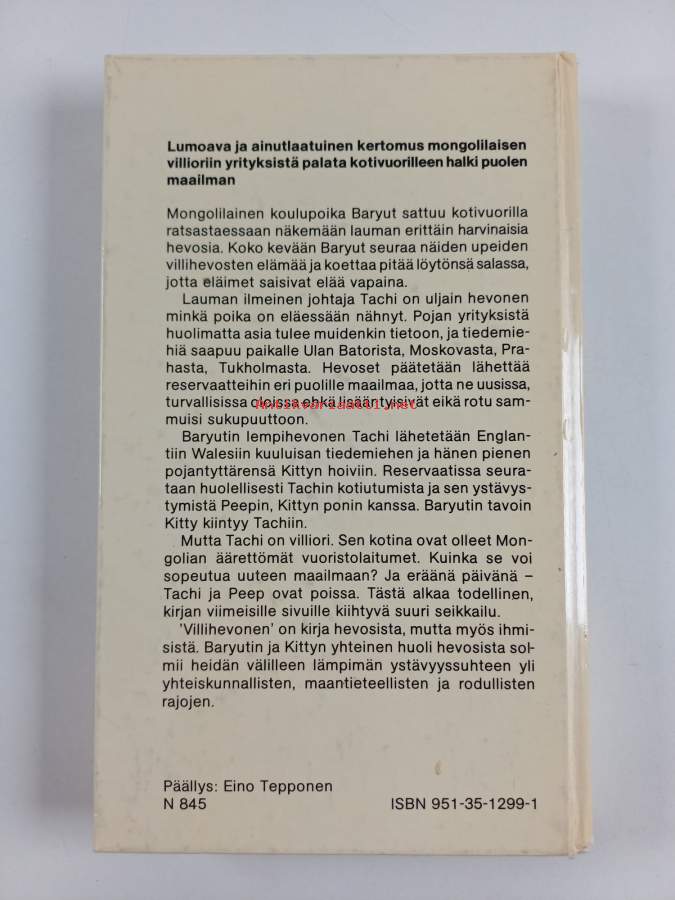 Lumoava ja ainutlaatuinen kertomus mongolilaisen
villioriin yrityksistä palata kotivuorilleen halki puolen
maailman
Mongolilainen koulupoika Baryut sattuu kotivuorilla
ratsastaessaan näkemään lauman erittäin harvinaisia
hevosia. Koko kevään Baryut seuraa näiden upeiden
villihevosten elämää ja koettaa pitää löytönsä salassa,
jotta eläimet saisivat elää vapaina.
Lauman ilmeinen johtaja Tachi on uljain hevonen
minkä poika on eläessään nähnyt. Pojan yrityksistä
huolimatta asia tulee muidenkin tietoon, ja tiedemie-
hiä saapuu paikalle Ulan Batorista, Moskovasta, Pra-
hasta, Tukholmasta. Hevoset päätetään lähettää
reservaatteihin eri puolille maailmaa, jotta ne uusissa,
turvallisissa oloissa ehkä lisääntyisivät eikä rotu sam-
Antikvariaatti.net
muisi sukupuuttoon.
Baryutin lempihevonen Tachi lähetetään Englan-
tiin Walesiin kuuluisan tiedemiehen ja hänen pienen
pojantyttärensä Kittyn hoiviin. Reservaatissa seura-
taan huolellisesti Tachin kotiutumista ja sen ystävys-
tymistä Peepin, Kittyn ponin kanssa. Baryutin tavoin
Kitty kiintyy Tachiin.
Mutta Tachi on villiori. Sen kotina ovat olleet Mon-
golian äärettömät vuoristolaitumet. Kuinka se voi
sopeutua uuteen maailmaan? Ja eräänä päivänä –
Tachi ja Peep ovat poissa. Tästä alkaa todellinen,
kirjan viimeisille sivuille kiihtyvä suuri seikkailu.
'Villihevonen' on kirja hevosista, mutta myös ihmi-
sistä. Baryutin ja Kittyn yhteinen huoli hevosista sol-
mii heidän välilleen lämpimän ystävyyssuhteen yli
yhteiskunnallisten, maantieteellisten ja rodullisten
rajojen.
Päällys: Eino Tepponen
N 845 ISBN 951-35-1299-1